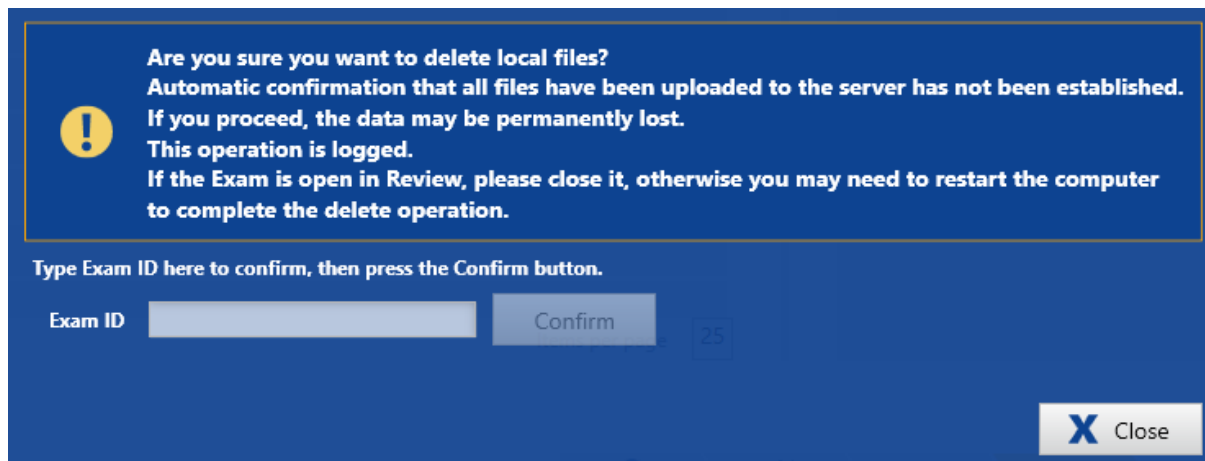 Are you sure you want to delete local files?
Automatic confirmation that all files have been uploaded to the server has not been established.
If you proceed, the data may be permanently lost.
This operation is logged.
If the Exam is open in Review, please close it, otherwise you may need to restart the computer
to complete the delete operation.
Type Exam ID here to confirm, then press the Confirm button.
Exam ID
Confirm
25
X Close